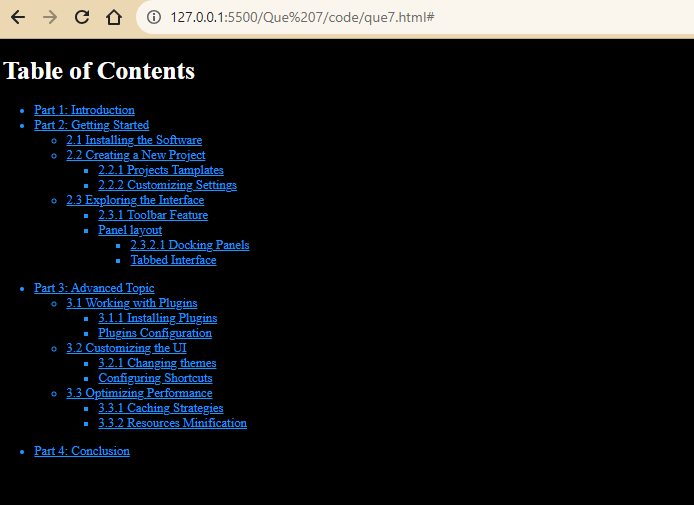 127.0.0.1:5500/Que%207/code/que7.html#
Table of Contents
Part 1: Introduction
Part 2: Getting Started
2.1 Installing the Software
2.2 Creating a New Project
2.2.1 Projects Tamplates
2.2.2 Customizing Settings
2.3 Exploring the Interface
2.3.1 Toolbar Feature
Panel layout
2.3.2.1 Docking Panels
Tabbed Interface
Part 3: Advanced Topic
3.1 Working with Plugins
3.1.1 Installing Plugins
Plugins Configuration
3.2 Customizing the UI
3.2.1 Changing themes
Configuring Shortcuts
3.3 Optimizing Performance
3.3.1 Caching Strategies
3.3.2 Resources Minification
Part 4: Conclusion